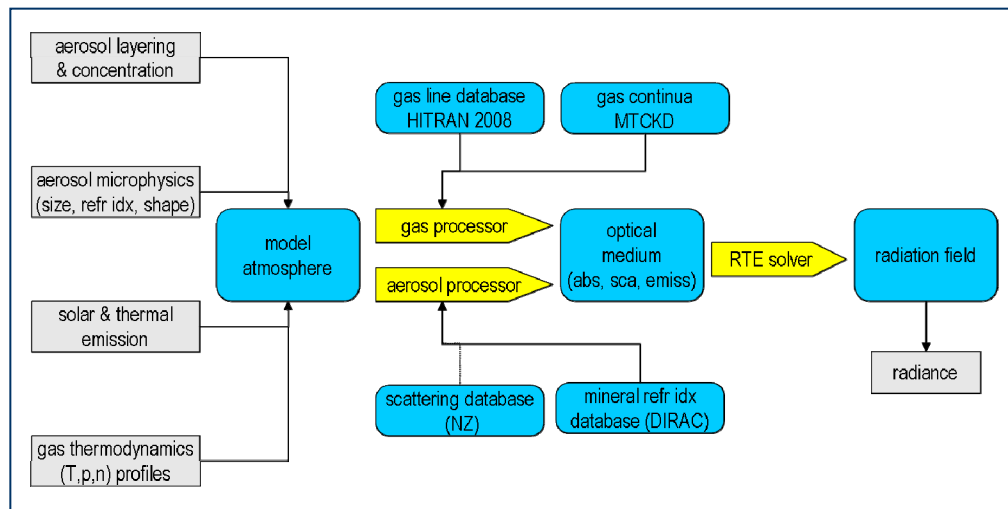 aerosol layering
& concentration
gas line database
HITRAN 2008
gas continua
MTCKD
aerosol microphysics
(size, refr idx, shape)
gas processor
model
atmosphere
optical
medium
(abs, sca, emiss)
RTE solver
radiation field
aerosol processor
solar & thermal
emission
radiance
scattering database
(NZ)
mineral refr idx
database (DIRAC)
gas thermodynamics
(T,p,n) profiles